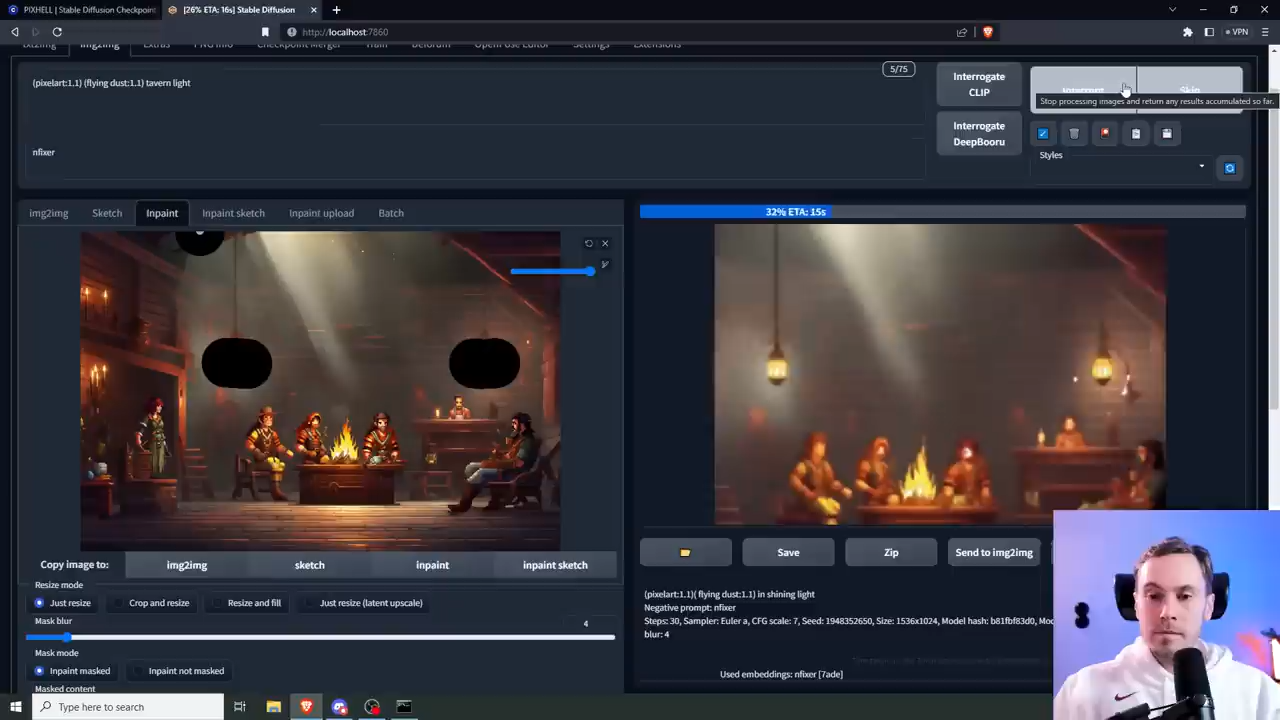 PIXHELL | Stable Diffusion Checkpoint
[26% ETA: 16s] Stable Diffusion
http://localhost:7860
VPN
txt2img
img2img
Extras
PNG Info
Checkpoint Merger
Train
Deforum
OpenPose Editor
Settings
Extensions
(pixelart:1.1) (flying dust:1.1) tavern light
5/75
nfixer
Interrogate
CLIP
Interrogate
DeepBooru
Interrupt
Skip
Stop processing images and return any results accumulated so far.
Styles
img2img
Sketch
Inpaint
Inpaint sketch
Inpaint upload
Batch
32% ETA: 15s
Copy image to:
img2img
sketch
inpaint
inpaint sketch
Resize mode
Just resize
Crop and resize
Resize and fill
Just resize (latent upscale)
Mask blur
4
Mask mode
Inpaint masked
Inpaint not masked
Masked content
Save
Zip
Send to img2img
(pixelart:1.1)( flying dust:1.1) in shining light
Negative prompt: nfixer
Steps: 30, Sampler: Euler a, CFG scale: 7, Seed: 1948352650, Size: 1536x1024, Model hash: b81fbf83d0, Mo
blur: 4
Used embeddings: nfixer [7ade]
Type here to search